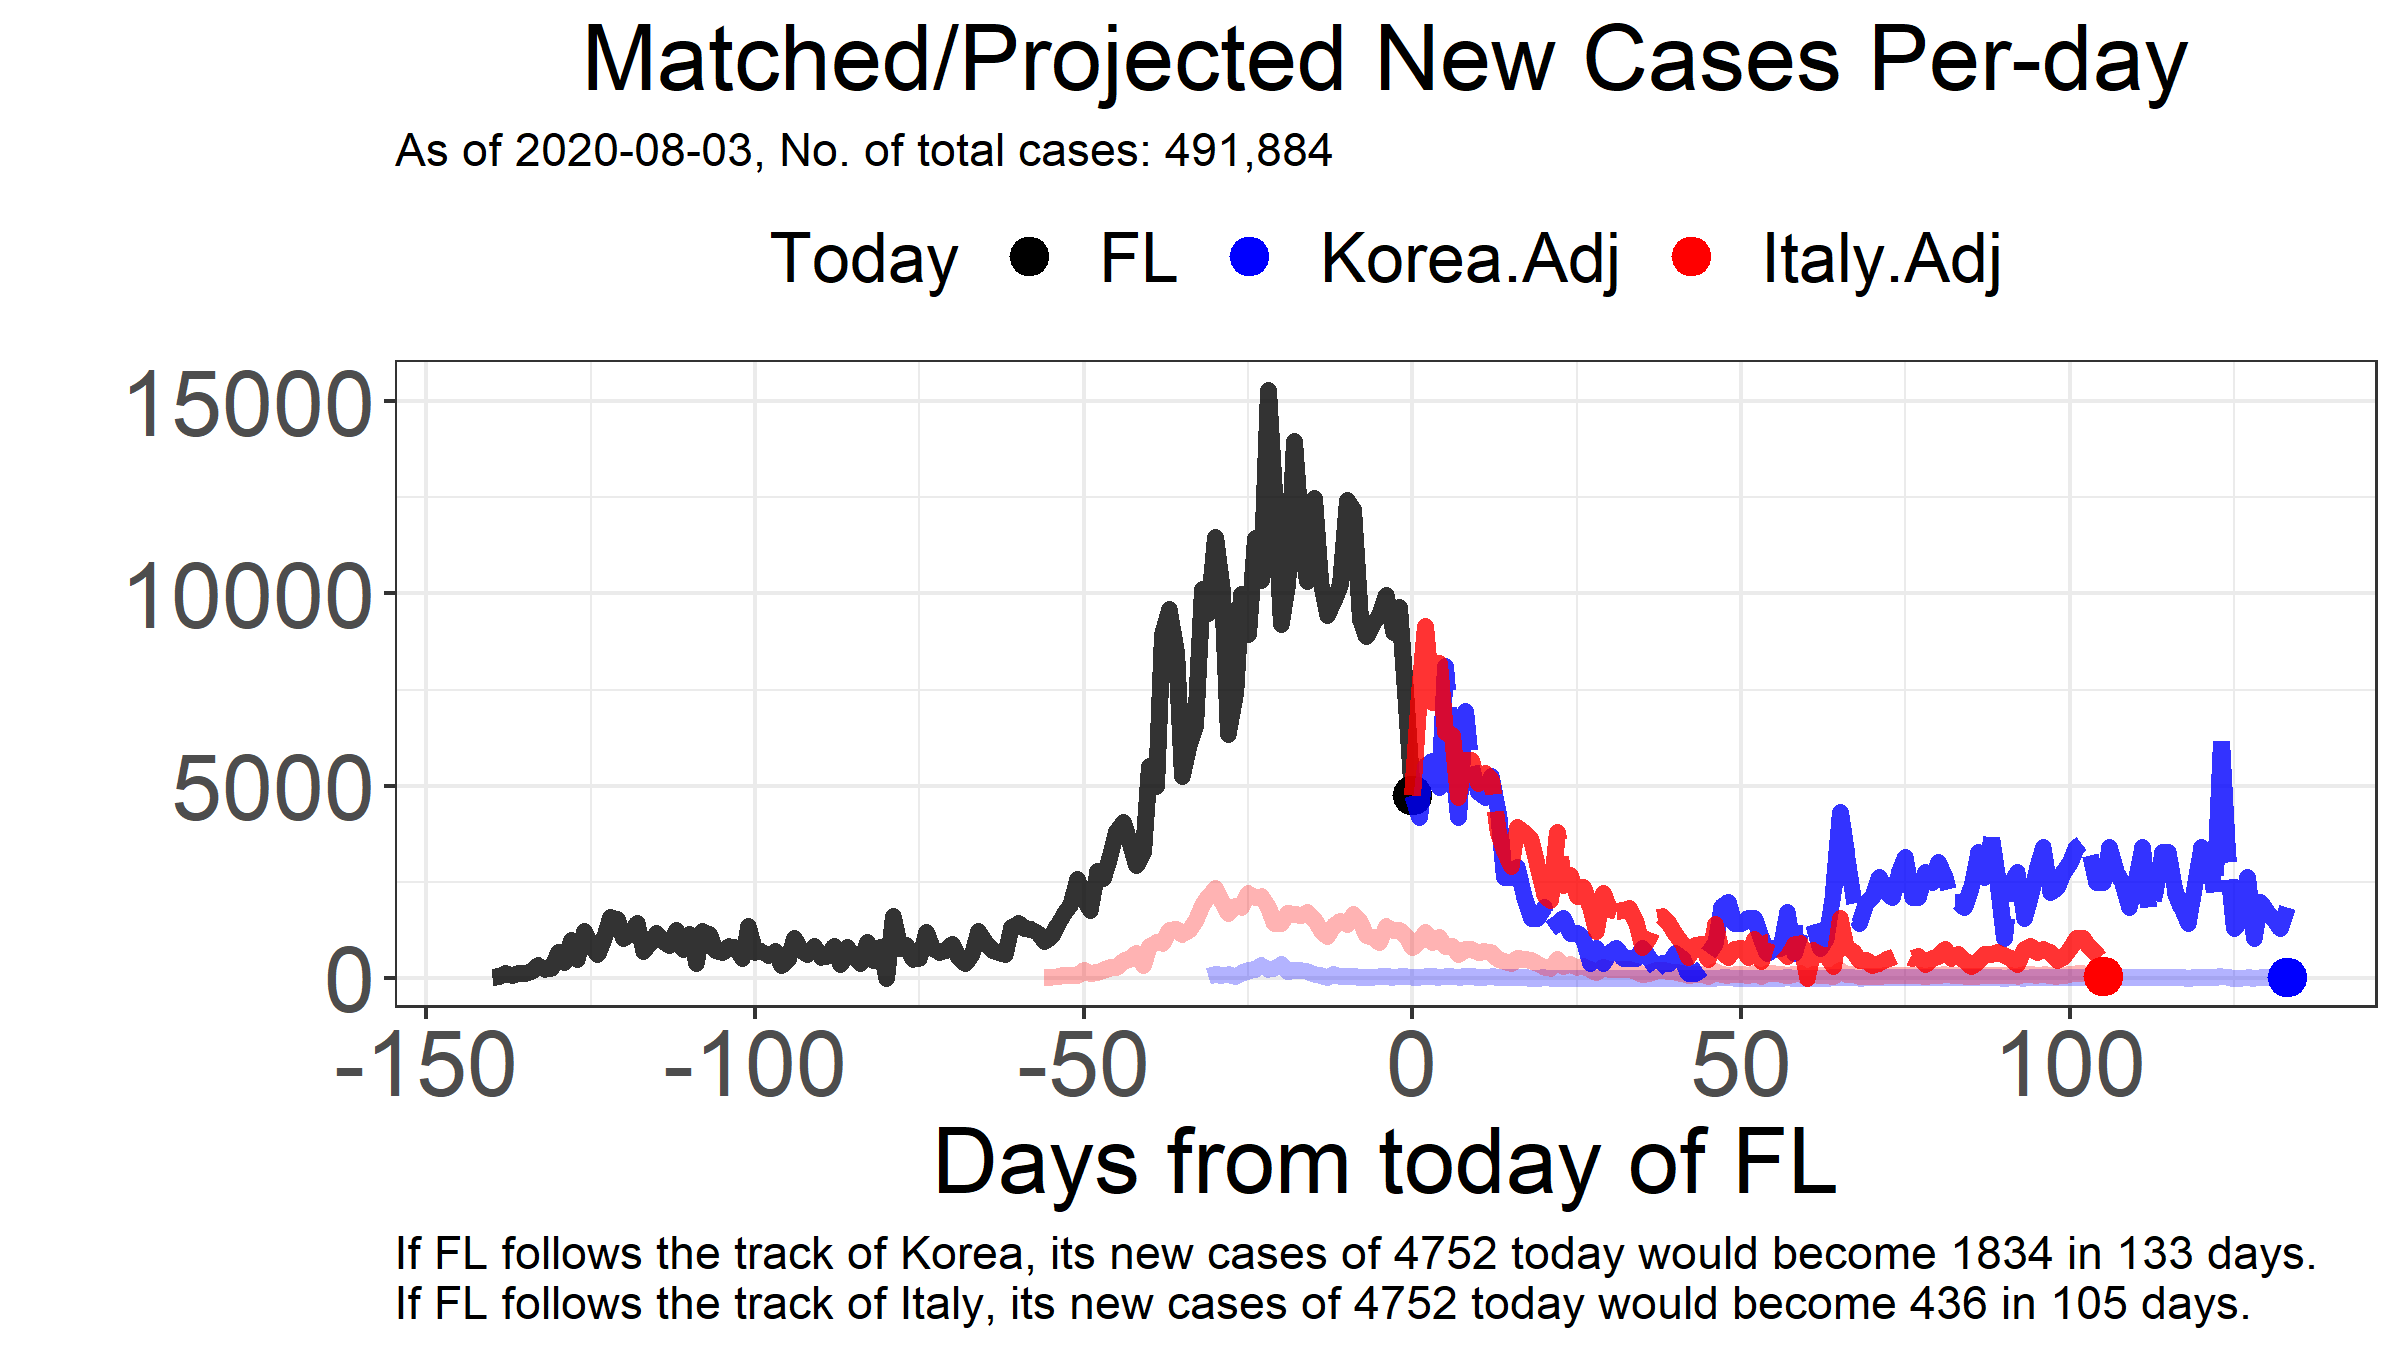 Matched/Projected New Cases Per-day
As of 2020-08-03, No. of total cases: 491,884
Today FL Korea.Adj Italy.Adj
15000
10000
5000
0
-150 -100 -50 0 50 100
Days from today of FL
If FL follows the track of Korea, its new cases of 4752 today would become 1834 in 133 days.
If FL follows the track of Italy, its new cases of 4752 today would become 436 in 105 days.